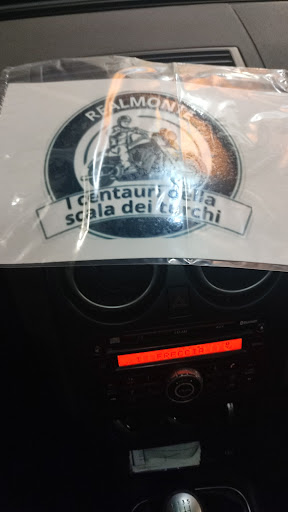 REALMONTE
I centauri della
scala dei turchi